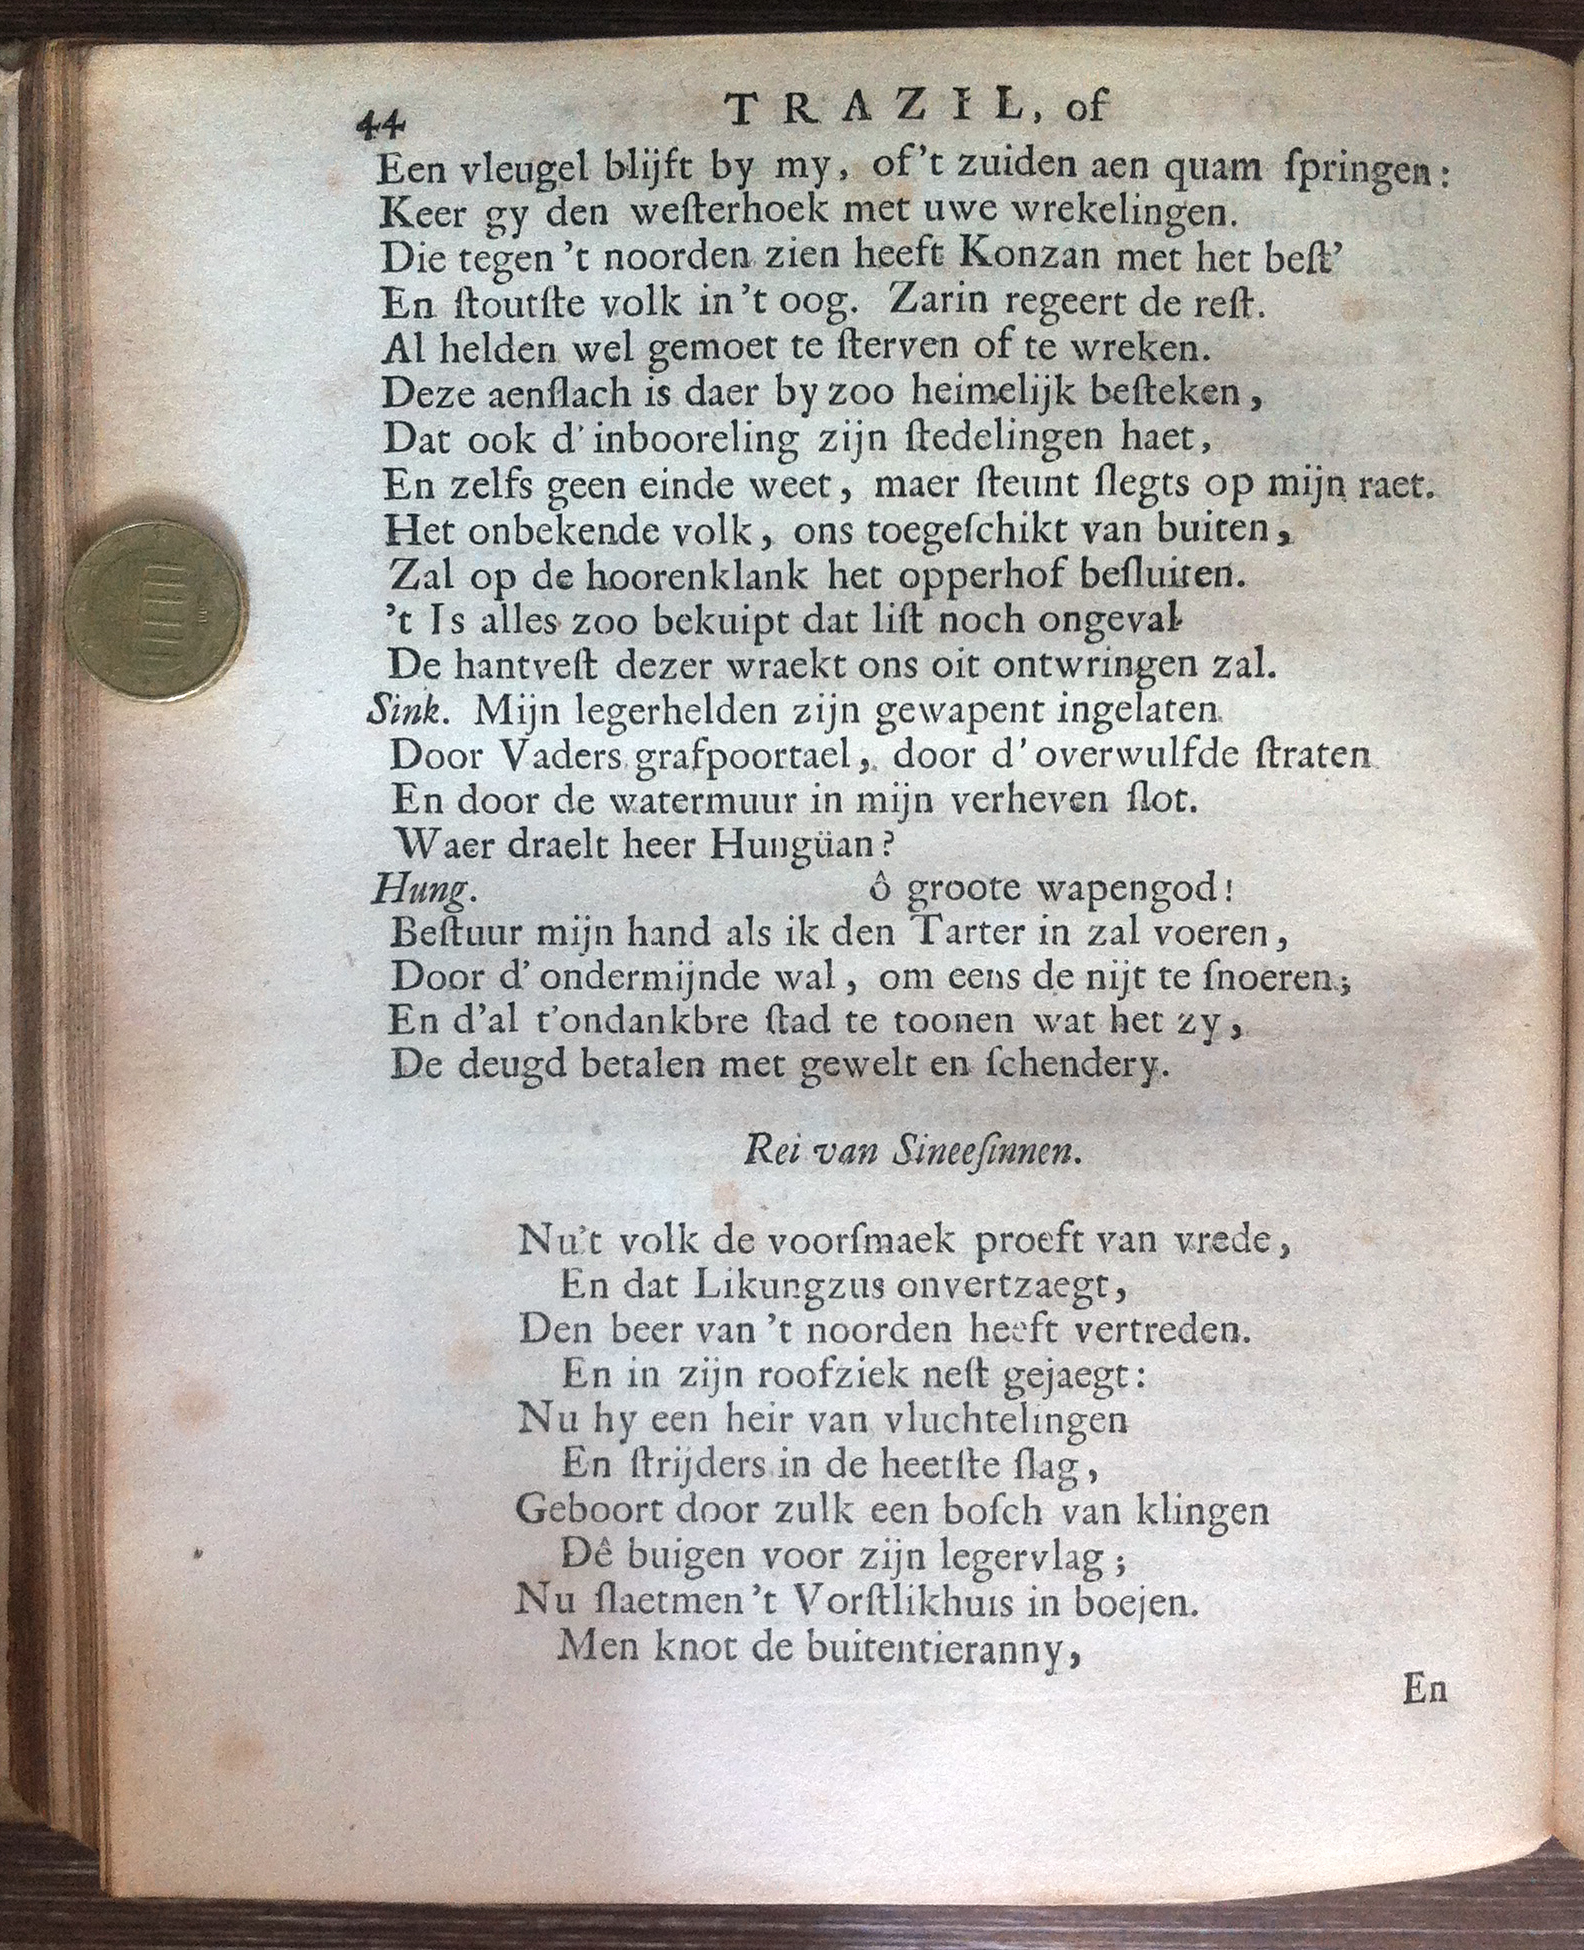 44
TRAZIL, of
Een vleugel blijft by my, of't zuiden aen quam ſpringen:
Keer gy den weſterhoek met uwe wrekelingen.
Die tegen 't noorden zien heeft Konzan met het beſt'
En ſtoutſte volk in 't oog. Zarin regeert de reſt.
Al helden wel gemoet te ſterven of te wreken.
Deze aenſlach is daer by zoo heimelijk beſteken,
Dat ook d' inbooreling zijn ſtedelingen haet,
En zelfs geen einde weet, maer ſteunt ſlegts op mijn raet.
Het onbekende volk, ons toegeſchikt van buiten,
Zal op de hoorenklank het opperhof beſluiten.
't Is alles zoo bekuipt dat liſt noch ongeval
De hantveſt dezer wraekt ons oit ontwringen zal.
Sink. Mijn legerhelden zijn gewapent ingelaten
Door Vaders grafpoortael, door d' overwulfde ſtraten
En door de watermuur in mijn verheven ſlot.
Waer draelt heer Hungüan?
Hung. ô groote wapengod!
Beſtuur mijn hand als ik den Tarter in zal voeren,
Door d' ondermijnde wal, om eens de nijt te ſnoeren;
En d'al t'ondankbre ſtad te toonen wat het zy,
De deugd betalen met gewelt en ſchendery.
Rei van Sineeſinnen.
Nu't volk de voorſmaek proeft van vrede,
En dat Likungzus onvertzaegt,
Den beer van 't noorden heeft vertreden.
En in zijn roofziek neſt gejaegt:
Nu hy een heir van vluchtelingen
En ſtrijders in de heetſte ſlag,
Geboort door zulk een boſch van klingen
Dê buigen voor zijn legervlag;
Nu ſlaetmen 't Vorſtlikhuis in boejen.
Men knot de buitentieranny,
En